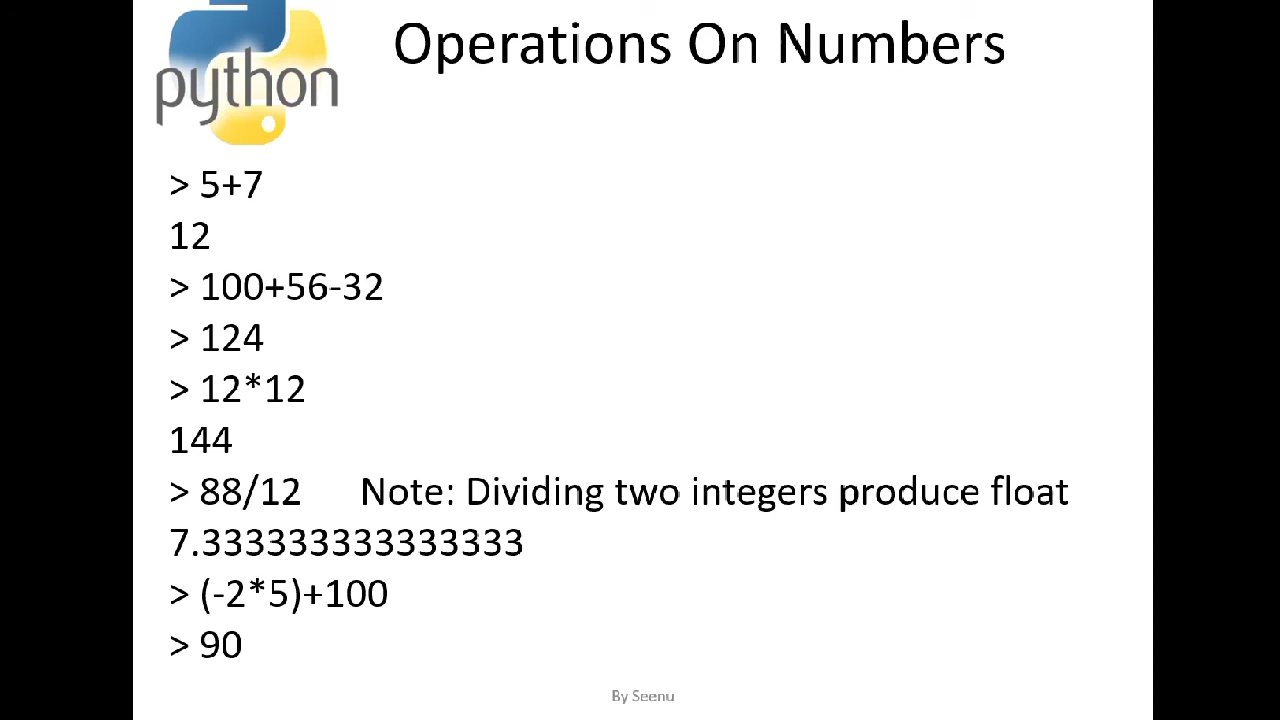 python
Operations On Numbers
> 5+7
12
> 100+56-32
> 124
> 12*12
144
> 88/12 Note: Dividing two integers produce float
7.333333333333333
> (-2*5)+100
> 90
By Seenu